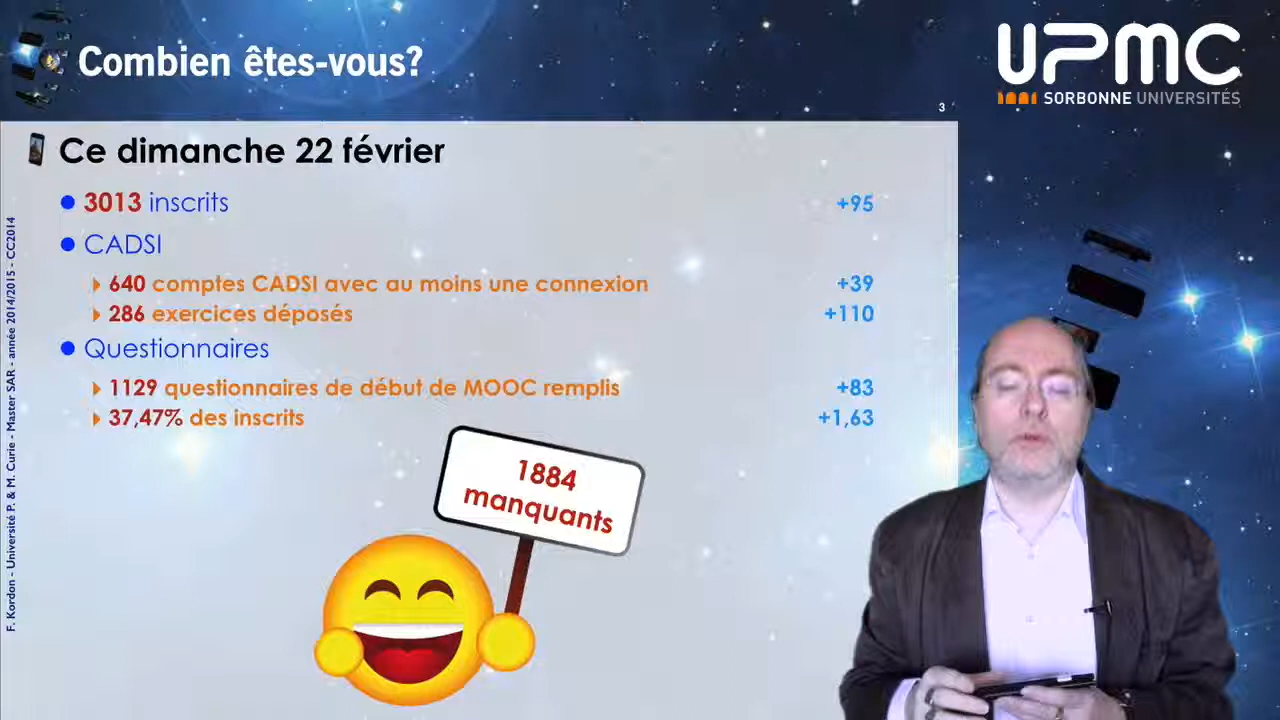 Combien êtes-vous?
UPMC
SORBONNE UNIVERSITÉS
3
Ce dimanche 22 février
3013 inscrits +95
CADSI
640 comptes CADSI avec au moins une connexion +39
286 exercices déposés +110
Questionnaires
1129 questionnaires de début de MOOC remplis +83
37,47% des inscrits +1,63
1884
manquants
F. Kordon - Université P. & M. Curie - Master SAR - année 2014/2015 - CC2014